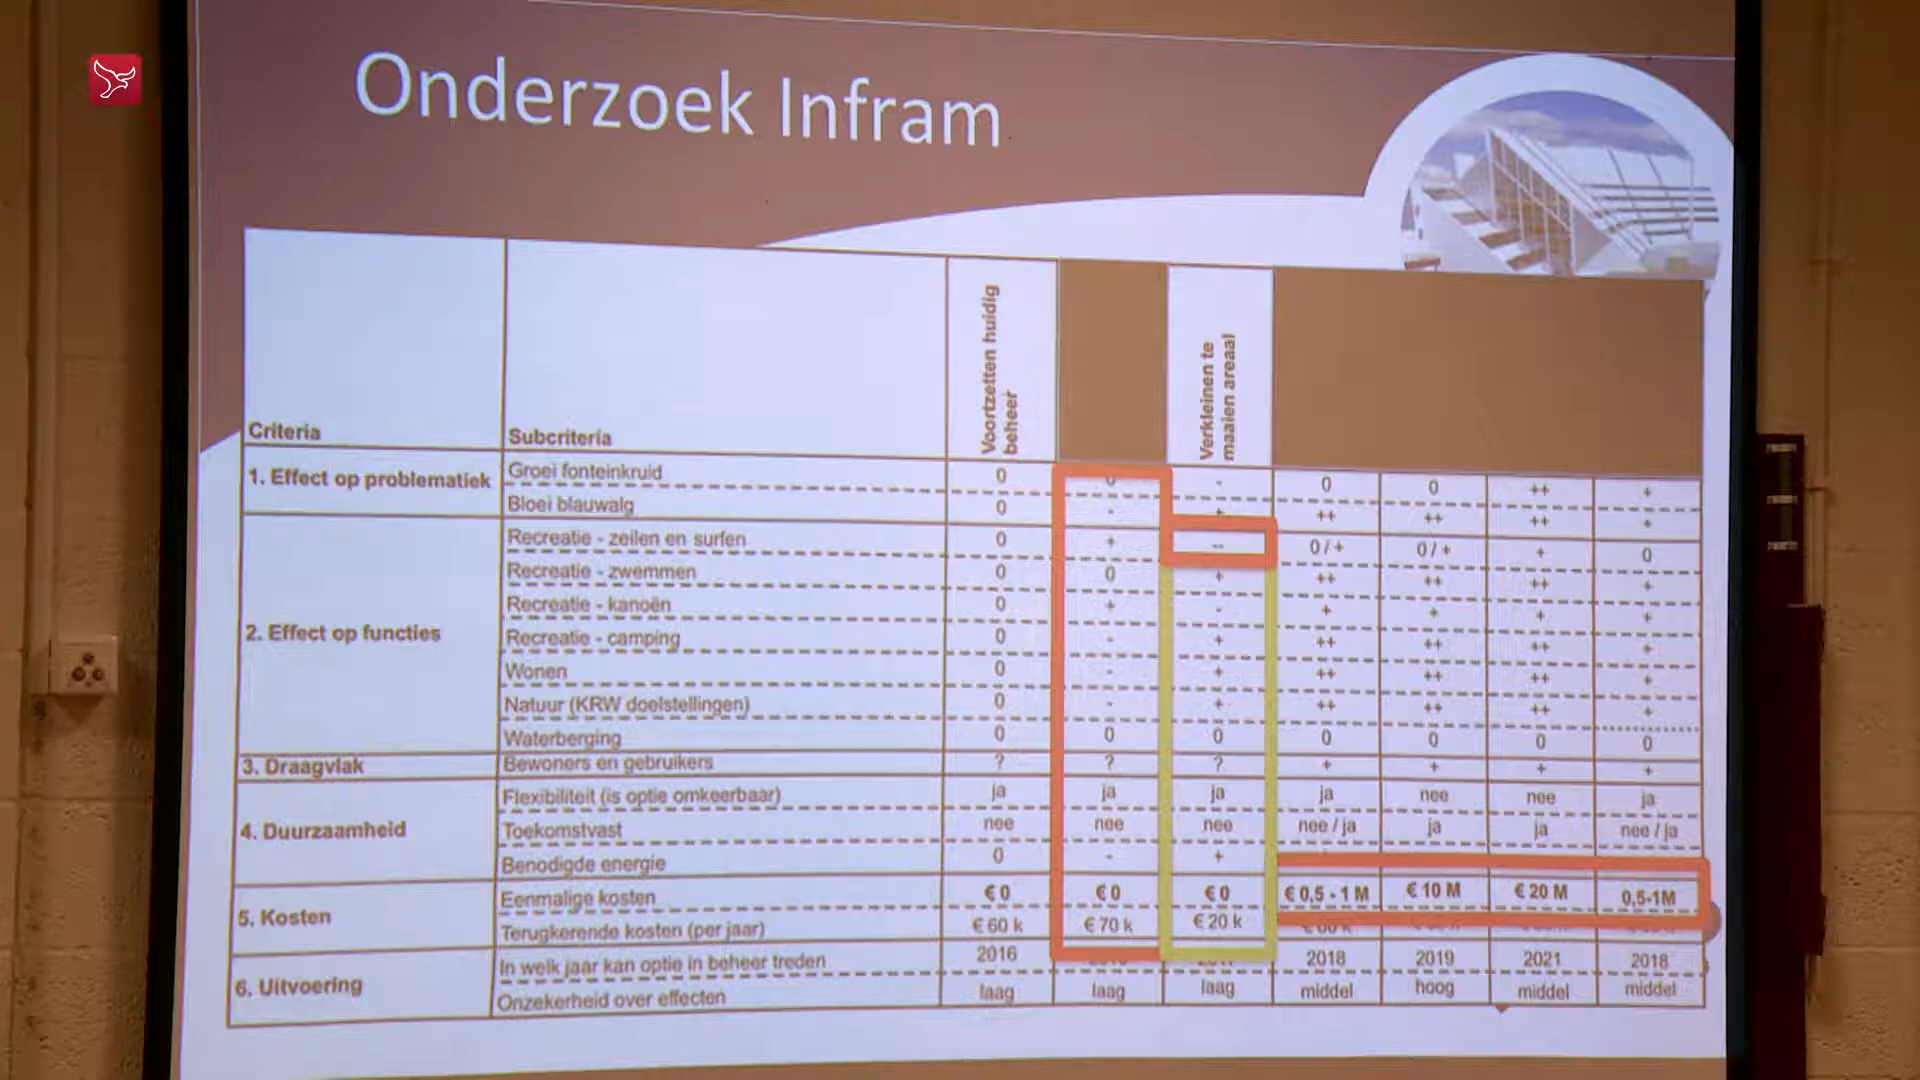 Onderzoek Infram
Criteria Subcriteria Voortzetten huidig beheer Verkleinen te maaien areaal
1. Effect op problematiek Groei fonteinkruid 0 0 - 0 0 ++ +
Bloei blauwalg 0 - + ++ ++ ++ +
2. Effect op functies Recreatie - zeilen en surfen 0 + -- 0 / + 0 / + + 0
Recreatie - zwemmen 0 0 + ++ ++ ++ +
Recreatie - kanoën 0 + - + + + +
Recreatie - camping 0 - + ++ ++ ++ +
Wonen 0 - + ++ ++ ++ +
Natuur (KRW doelstellingen) 0 - + ++ ++ ++ +
Waterberging 0 0 0 0 0 0 0
3. Draagvlak Bewoners en gebruikers ? ? ? + + + +
4. Duurzaamheid Flexibiliteit (is optie omkeerbaar) ja ja ja ja nee nee ja
Toekomstvast nee nee nee nee / ja ja ja nee / ja
Benodigde energie 0 - +
5. Kosten Eenmalige kosten € 0 € 0 € 0 € 0,5 - 1 M € 10 M € 20 M 0,5-1M
Terugkerende kosten (per jaar) € 60 k € 70 k € 20 k
6. Uitvoering In welk jaar kan optie in beheer treden 2016 2018 2019 2021 2018
Onzekerheid over effecten laag laag laag middel hoog middel middel